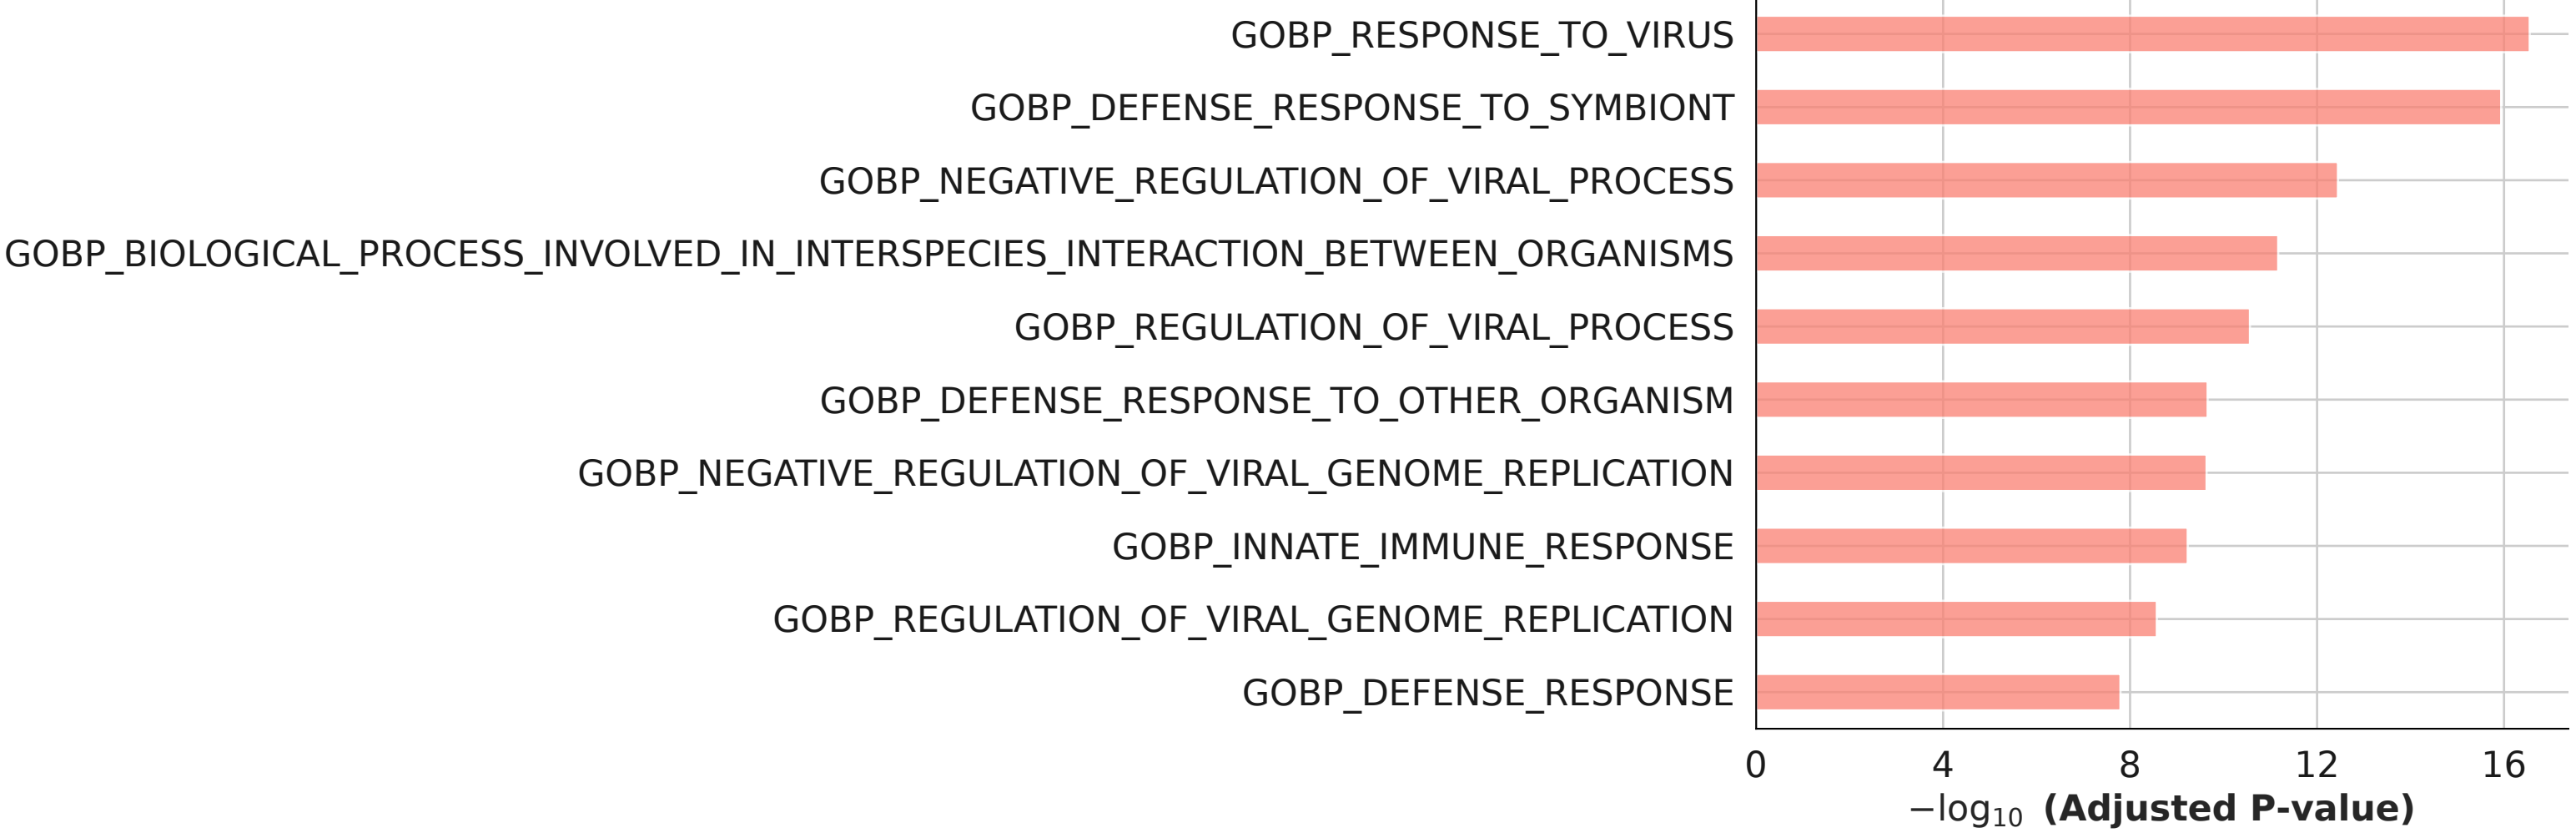 GOBP_RESPONSE_TO_VIRUS
GOBP_DEFENSE_RESPONSE_TO_SYMBIONT
GOBP_NEGATIVE_REGULATION_OF_VIRAL_PROCESS
GOBP_BIOLOGICAL_PROCESS_INVOLVED_IN_INTERSPECIES_INTERACTION_BETWEEN_ORGANISMS
GOBP_REGULATION_OF_VIRAL_PROCESS
GOBP_DEFENSE_RESPONSE_TO_OTHER_ORGANISM
GOBP_NEGATIVE_REGULATION_OF_VIRAL_GENOME_REPLICATION
GOBP_INNATE_IMMUNE_RESPONSE
GOBP_REGULATION_OF_VIRAL_GENOME_REPLICATION
GOBP_DEFENSE_RESPONSE
0 4 8 12 16
−log₁₀ (Adjusted P-value)